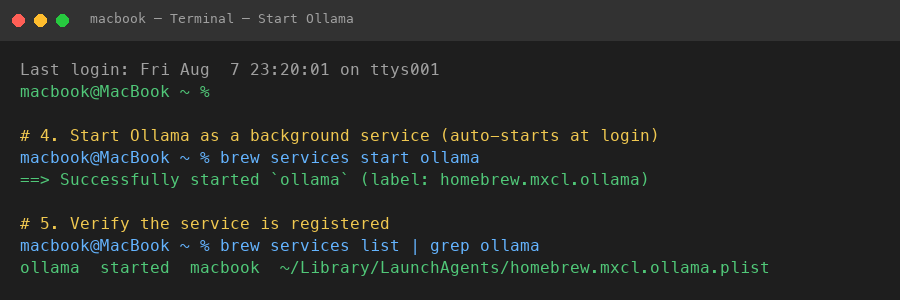 macbook — Terminal — Start Ollama
Last login: Fri Aug  7 23:20:01 on ttys001
macbook@MacBook ~ %
# 4. Start Ollama as a background service (auto-starts at login)
macbook@MacBook ~ % brew services start ollama
==> Successfully started `ollama` (label: homebrew.mxcl.ollama)
# 5. Verify the service is registered
macbook@MacBook ~ % brew services list | grep ollama
ollama  started  macbook  ~/Library/LaunchAgents/homebrew.mxcl.ollama.plist